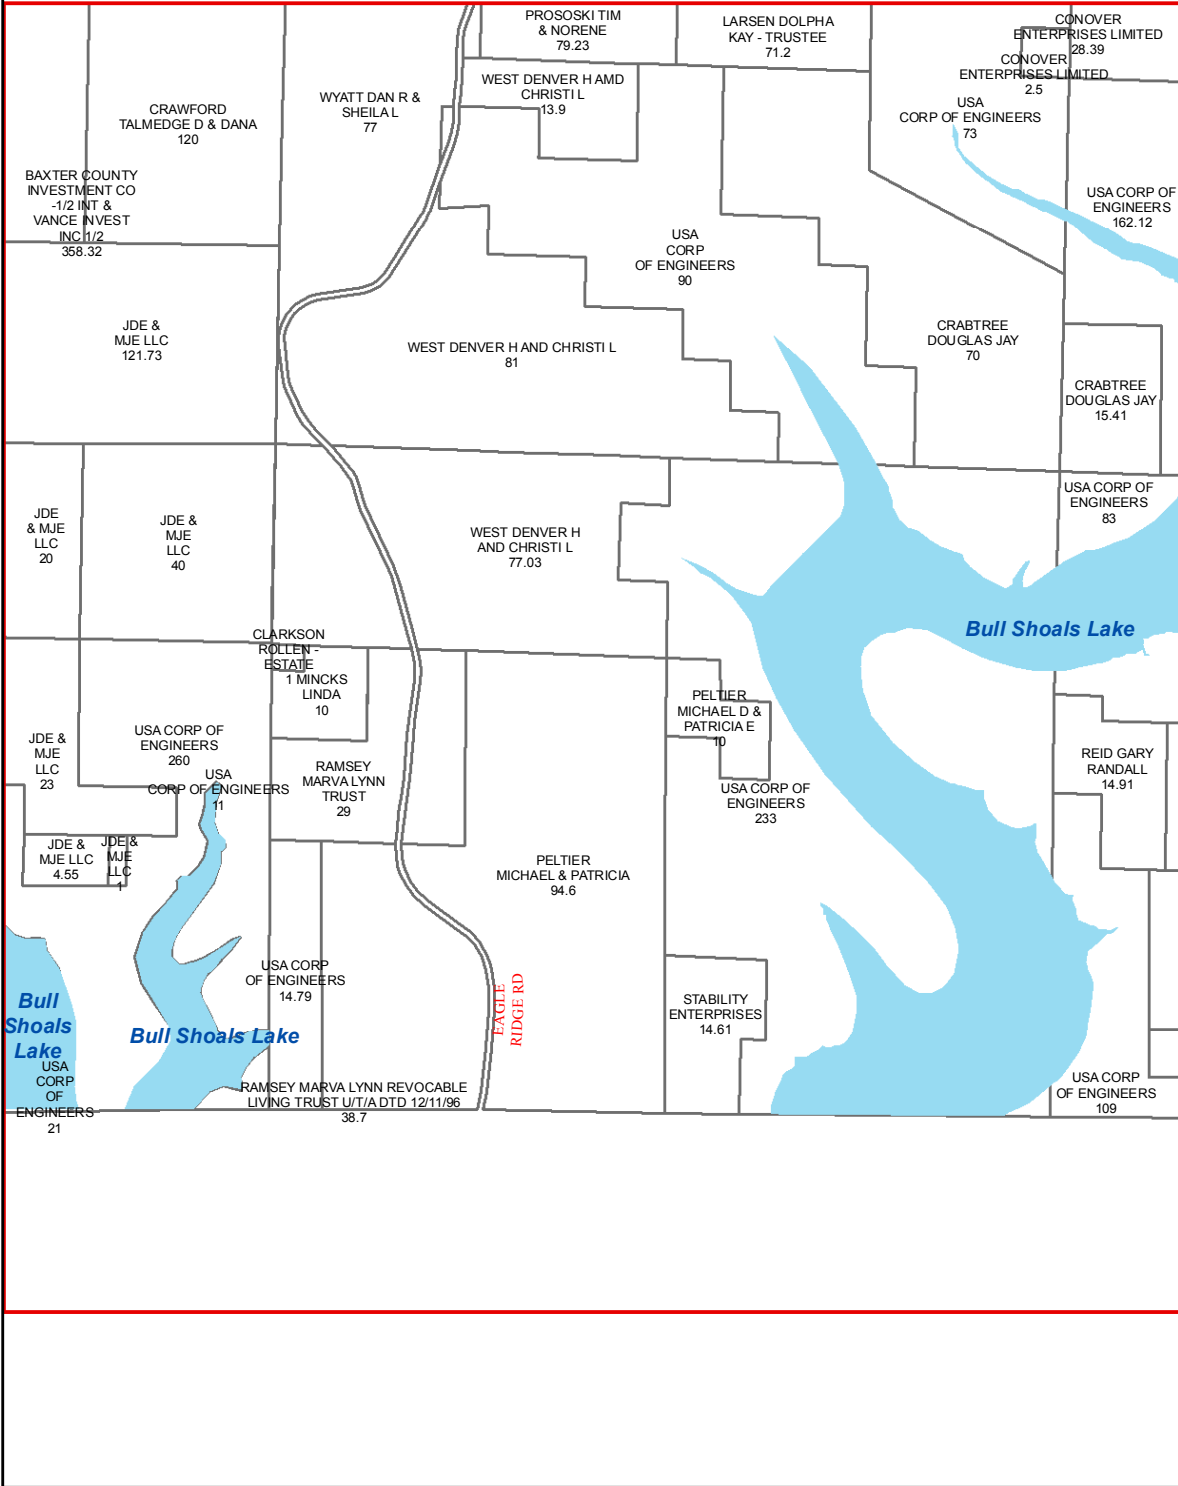 PROSOSKI TIM
& NORENE
79.23
LARSEN DOLPHA
KAY - TRUSTEE
71.2
CONOVER
ENTERPRISES LIMITED
28.39
CONOVER
ENTERPRISES LIMITED
2.5
CRAWFORD
TALMEDGE D & DANA
120
WYATT DAN R &
SHEILA L
77
WEST DENVER H AMD
CHRISTI L
13.9
USA
CORP OF ENGINEERS
73
BAXTER COUNTY
INVESTMENT CO
-1/2 INT &
VANCE INVEST
INC 1/2
358.32
USA CORP OF
ENGINEERS
162.12
USA
CORP
OF ENGINEERS
90
JDE &
MJE LLC
121.73
WEST DENVER H AND CHRISTI L
81
CRABTREE
DOUGLAS JAY
70
CRABTREE
DOUGLAS JAY
15.41
JDE
& MJE
LLC
20
JDE &
MJE
LLC
40
WEST DENVER H
AND CHRISTI L
77.03
USA CORP OF
ENGINEERS
83
Bull Shoals Lake
CLARKSON
ROLLEN -
ESTATE
1 MINCKS
LINDA
10
PELTIER
MICHAEL D &
PATRICIA E
10
JDE &
MJE
LLC
23
USA CORP OF
ENGINEERS
260
USA
CORP OF ENGINEERS
11
RAMSEY
MARVA LYNN
TRUST
29
USA CORP OF
ENGINEERS
233
REID GARY
RANDALL
14.91
JDE &
MJE LLC
4.55
JDE &
MJE
LLC
1
PELTIER
MICHAEL & PATRICIA
94.6
USA CORP
OF ENGINEERS
14.79
EAGLE
RIDGE RD
STABILITY
ENTERPRISES
14.61
Bull
Shoals
Lake
Bull Shoals Lake
USA
CORP
OF
ENGINEERS
21
RAMSEY MARVA LYNN REVOCABLE
LIVING TRUST U/T/A DTD 12/11/96
38.7
USA CORP
OF ENGINEERS
109